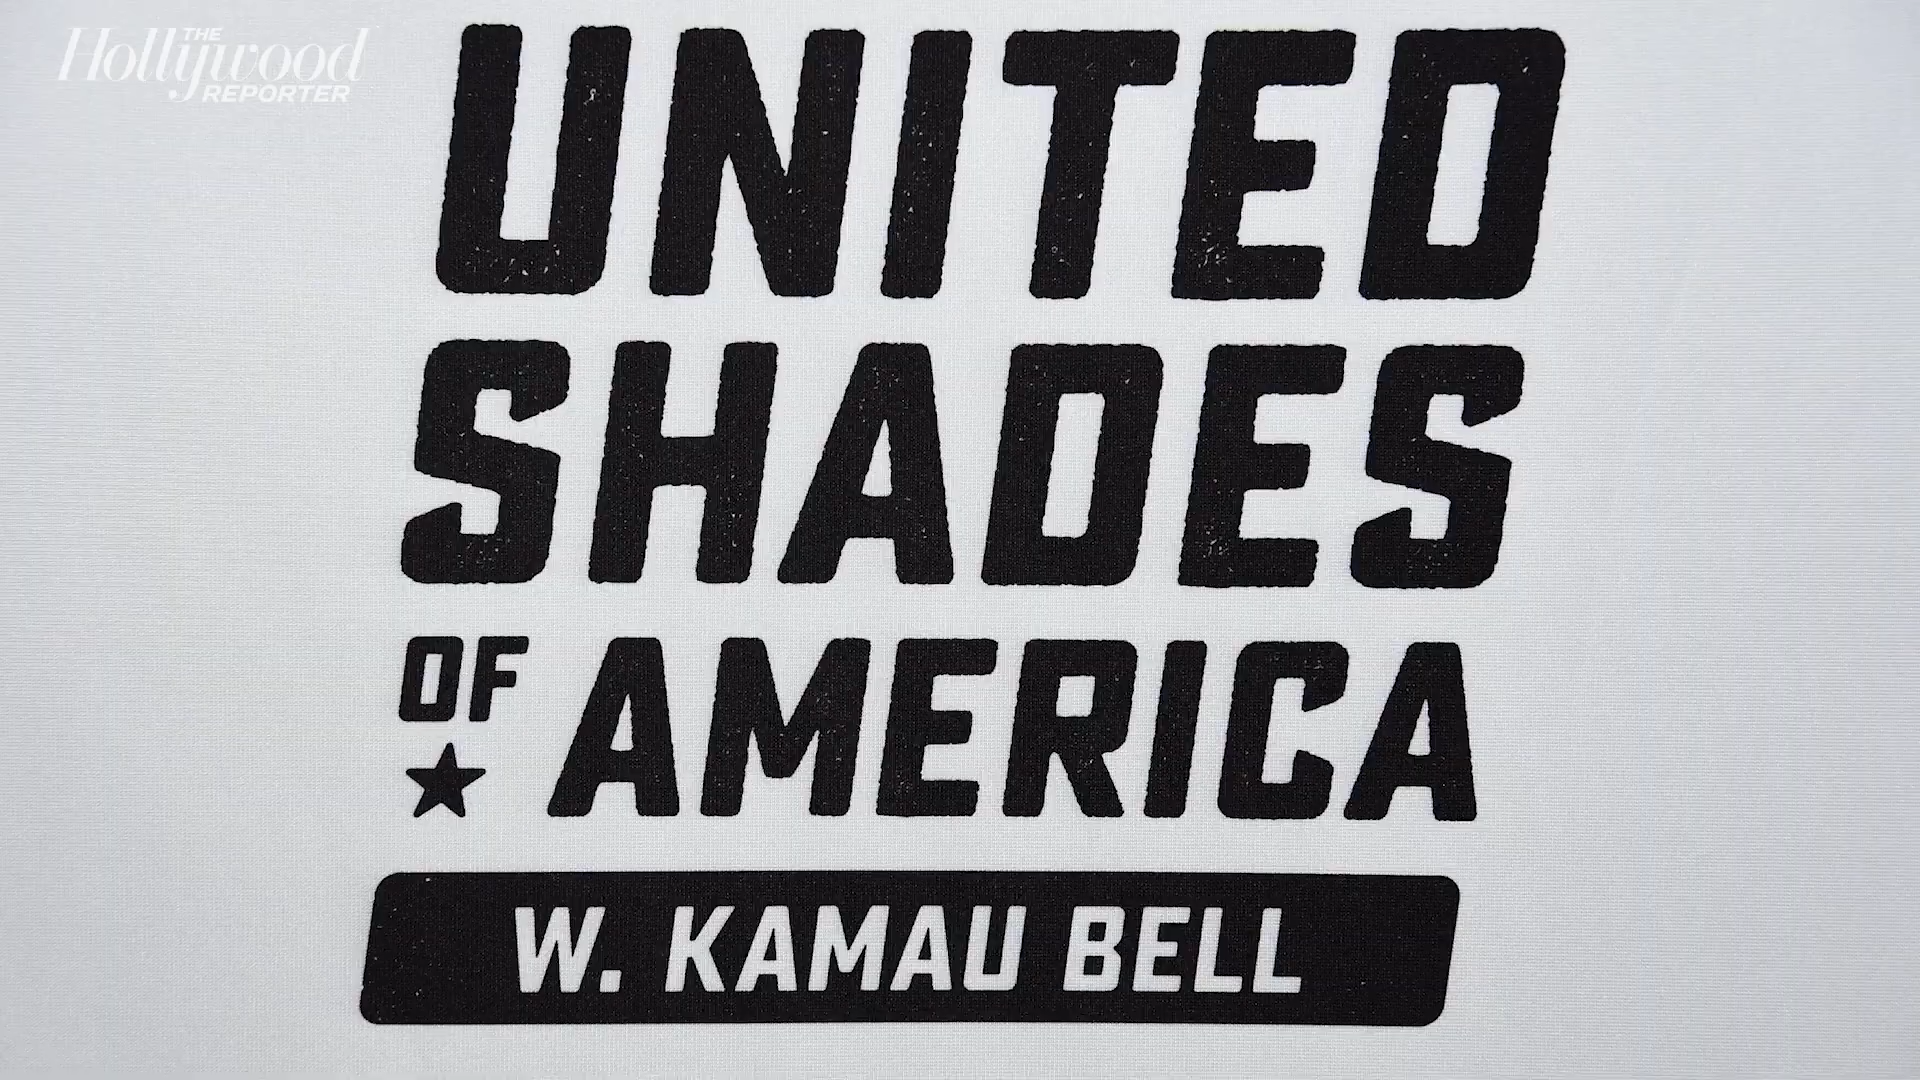 THE
Hollywood
REPORTER
UNITED
SHADES
OF AMERICA
W. KAMAU BELL